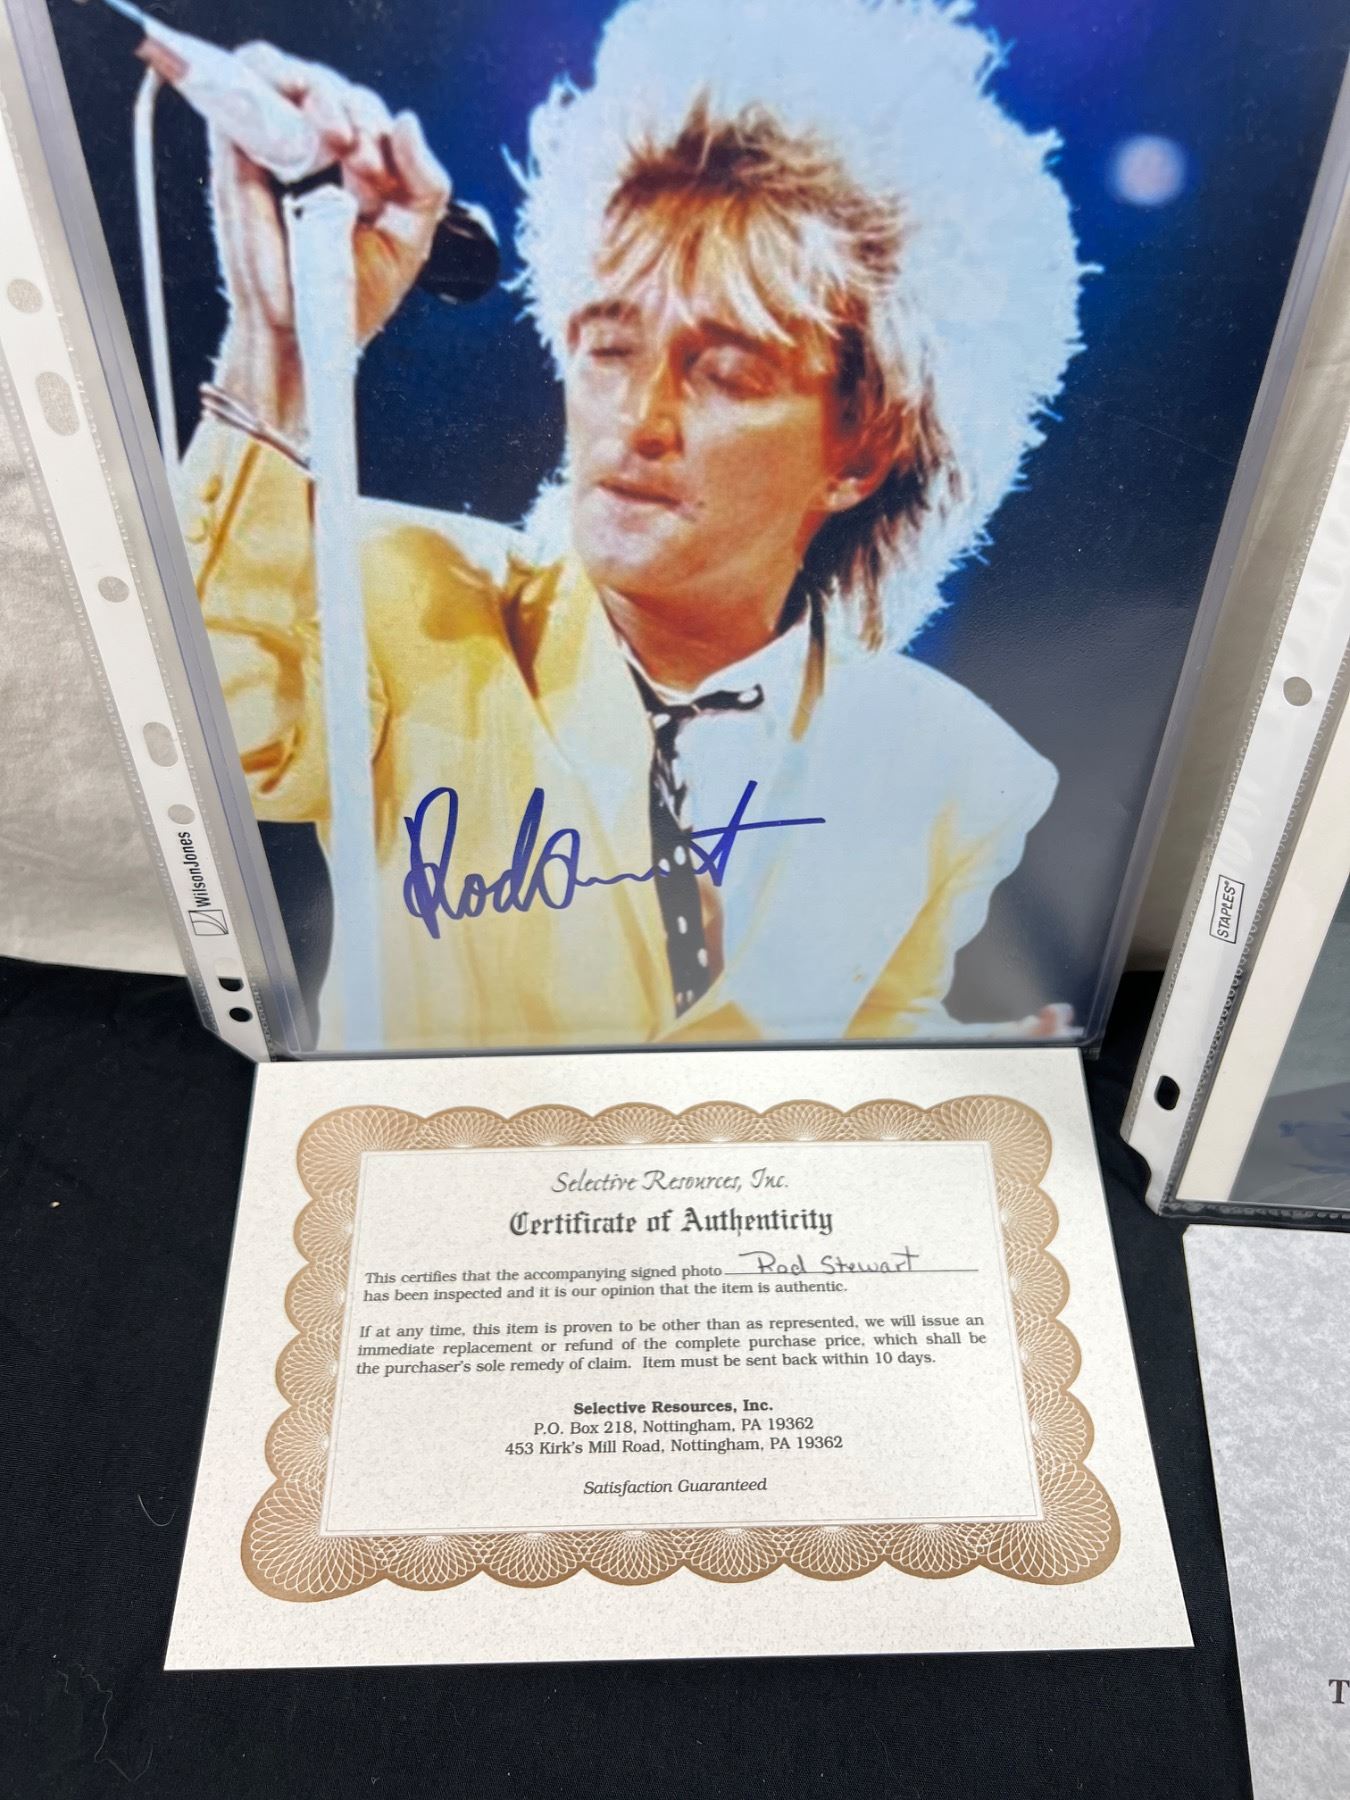 Rod Stewart
WilsonJones
STAPLES
Selective Resources, Inc.
Certificate of Authenticity
This certifies that the accompanying signed photo Rod Stewart
has been inspected and it is our opinion that the item is authentic.
If at any time, this item is proven to be other than as represented, we will issue an
immediate replacement or refund of the complete purchase price, which shall be
the purchaser's sole remedy of claim. Item must be sent back within 10 days.
Selective Resources, Inc.
P.O. Box 218, Nottingham, PA 19362
453 Kirk's Mill Road, Nottingham, PA 19362
Satisfaction Guaranteed
T